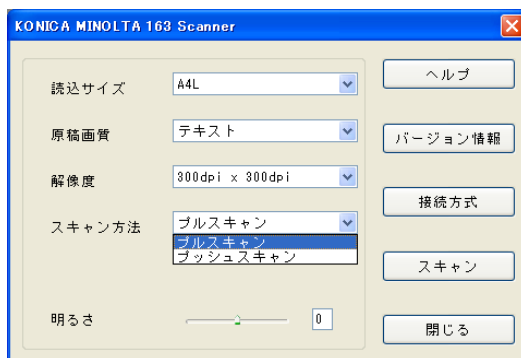 KONICA MINOLTA 163 Scanner
読込サイズ
A4L
ヘルプ
原稿画質
テキスト
バージョン情報
解像度
300dpi x 300dpi
接続方式
スキャン方法
プルスキャン
プルスキャン
プッシュスキャン
スキャン
明るさ
0
閉じる